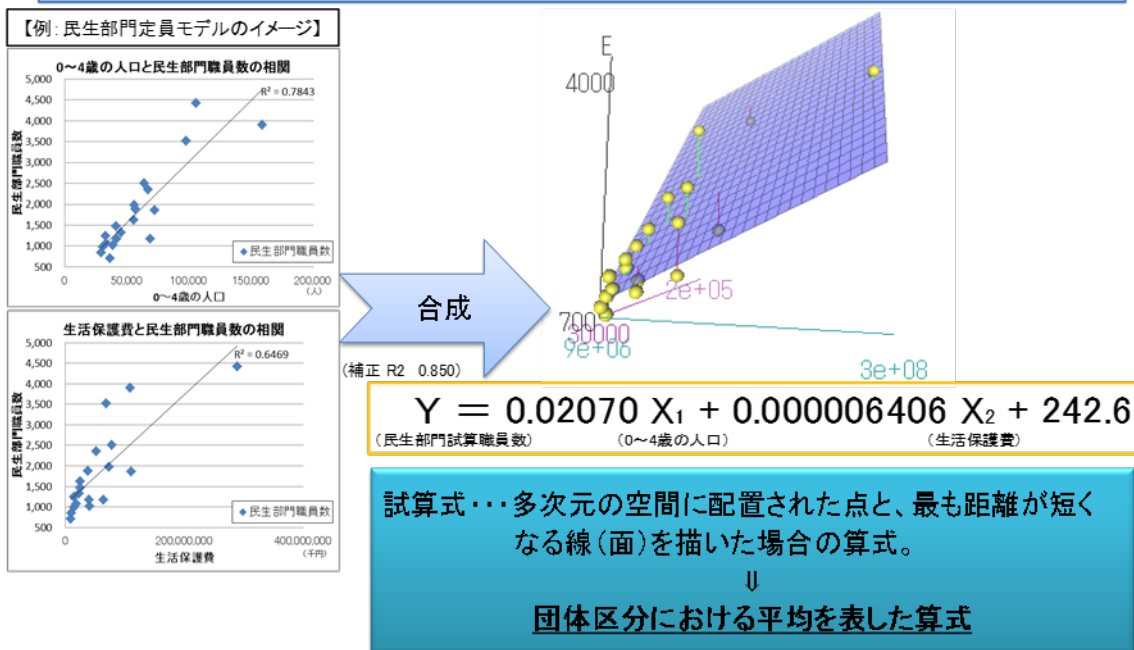 【例：民生部門定員モデルのイメージ】
0～4歳の人口と民生部門職員数の相関
R² = 0.7843
民生部門職員数
5,000
4,500
4,000
3,500
3,000
2,500
2,000
1,500
1,000
500
◆民生部門職員数
0
50,000
100,000
150,000
200,000
(人)
0～4歳の人口
生活保護費と民生部門職員数の相関
R² = 0.6469
民生部門職員数
5,000
4,500
4,000
3,500
3,000
2,500
2,000
1,500
1,000
500
◆民生部門職員数
0
200,000,000
400,000,000
(千円)
生活保護費
合成
(補正 R2 0.850)
E
4000
700
30000
9e+06
2e+05
3e+08
Y ＝ 0.02070 X₁ + 0.000006406 X₂ + 242.6
(民生部門試算職員数) (0～4歳の人口) (生活保護費)
試算式・・・多次元の空間に配置された点と、最も距離が短く
なる線(面)を描いた場合の算式。
⇓
団体区分における平均を表した算式